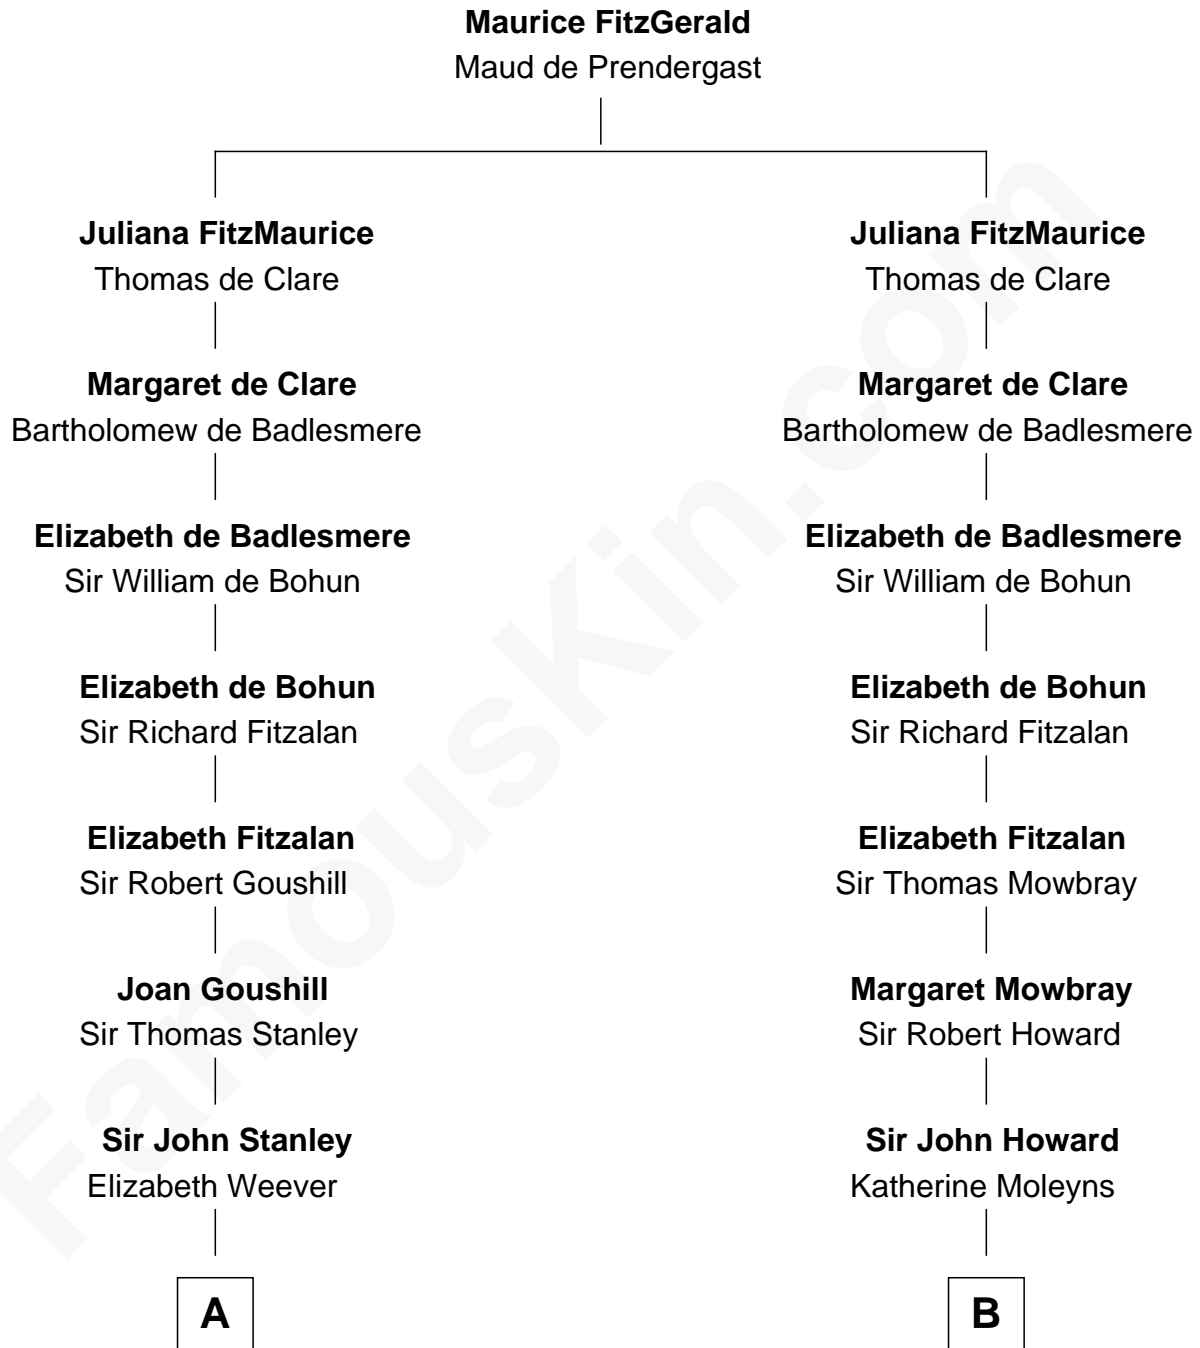 Maurice FitzGerald
Maud de Prendergast
Juliana FitzMaurice
Thomas de Clare
Margaret de Clare
Bartholomew de Badlesmere
Elizabeth de Badlesmere
Sir William de Bohun
Elizabeth de Bohun
Sir Richard Fitzalan
Elizabeth Fitzalan
Sir Robert Goushill
Joan Goushill
Sir Thomas Stanley
Sir John Stanley
Elizabeth Weever
A
Juliana FitzMaurice
Thomas de Clare
Margaret de Clare
Bartholomew de Badlesmere
Elizabeth de Badlesmere
Sir William de Bohun
Elizabeth de Bohun
Sir Richard Fitzalan
Elizabeth Fitzalan
Sir Thomas Mowbray
Margaret Mowbray
Sir Robert Howard
Sir John Howard
Katherine Moleyns
B
FamousKin.com